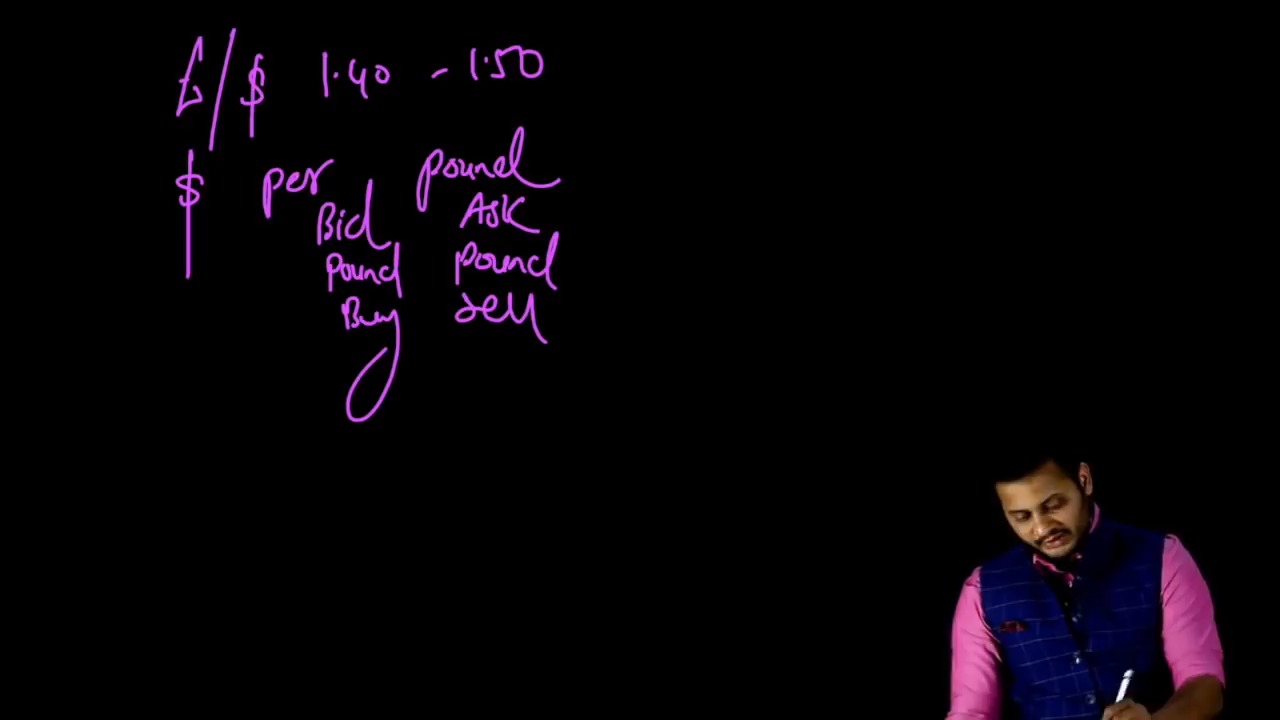 £/$ 1.40 - 1.50
$ per pound
Bid Ask
Pound pound
Buy sell